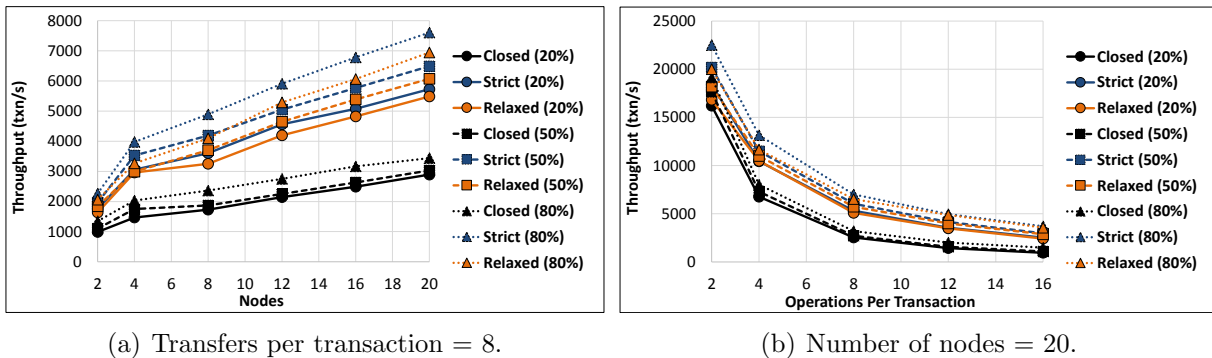 8000
7000
6000
5000
4000
3000
2000
1000
0
Throughput (txn/s)
2 4 6 8 10 12 14 16 18 20
Nodes
Closed (20%)
Strict (20%)
Relaxed (20%)
Closed (50%)
Strict (50%)
Relaxed (50%)
Closed (80%)
Strict (80%)
Relaxed (80%)
(a) Transfers per transaction = 8.
25000
20000
15000
10000
5000
0
Throughput (txn/s)
2 4 6 8 10 12 14 16
Operations Per Transaction
Closed (20%)
Strict (20%)
Relaxed (20%)
Closed (50%)
Strict (50%)
Relaxed (50%)
Closed (80%)
Strict (80%)
Relaxed (80%)
(b) Number of nodes = 20.